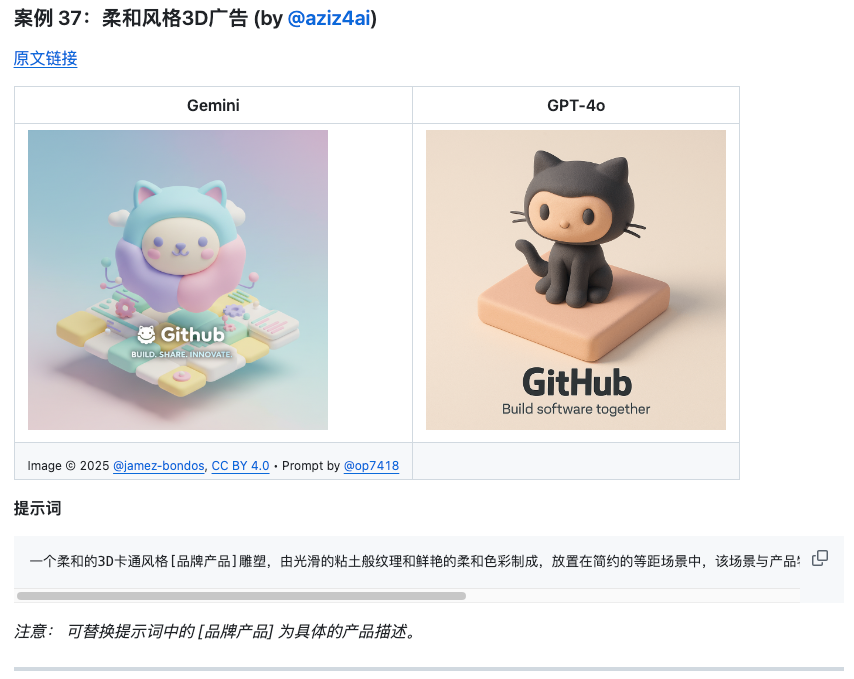 案例 37：柔和风格3D广告 (by @aziz4ai)
原文链接
Gemini
GPT-4o
Github
BUILD. SHARE. INNOVATE.
GitHub
Build software together
Image © 2025 @jamez-bondos, CC BY 4.0 • Prompt by @op7418
提示词
一个柔和的3D卡通风格[品牌产品]雕塑，由光滑的粘土般纹理和鲜艳的柔和色彩制成，放置在简约的等距场景中，该场景与产品
注意： 可替换提示词中的 [品牌产品] 为具体的产品描述。